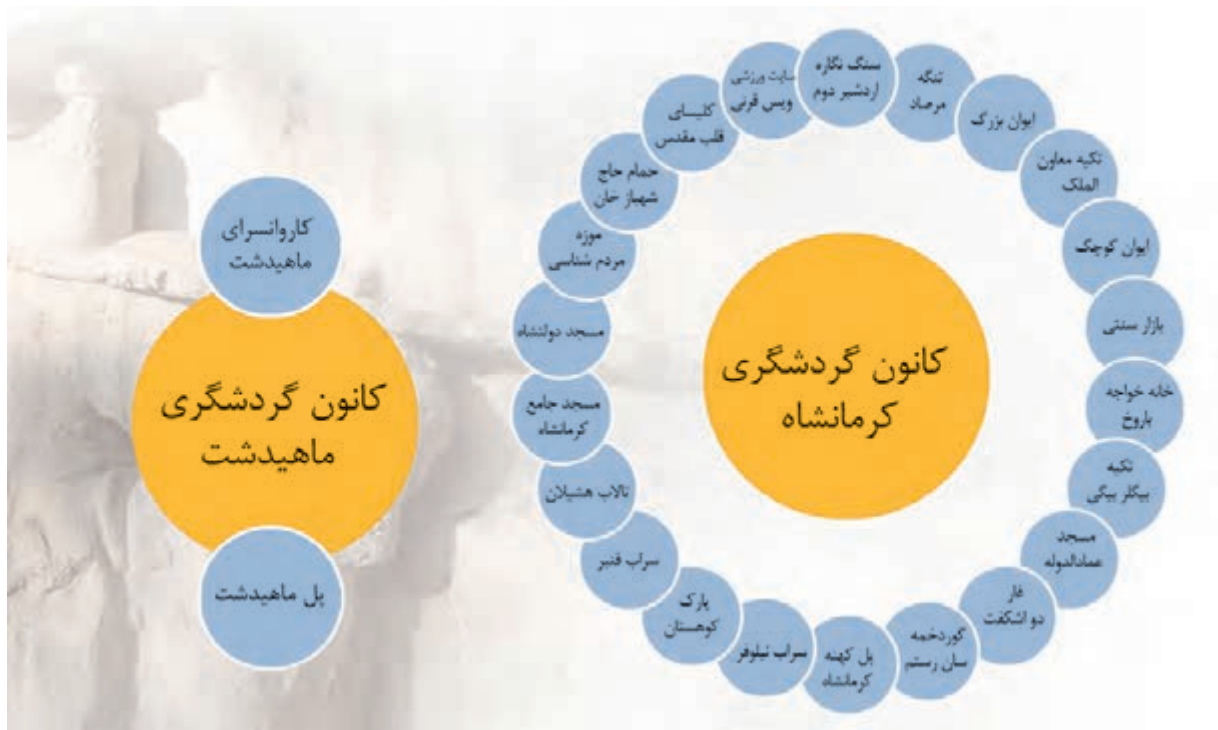 سنگ نگاره
اردشیر دوم
تنگه
مرصاد
ایوان بزرگ
تکیه معاون
الملک
ایوان کوچک
بازار سنتی
خانه خواجه
باروخ
تکیه
بیگلر بیگی
مسجد
عمادالدوله
غار
دو اشکفت
گوردخمه
سان رستم
پل کهنه
کرمانشاه
سراب نیلوفر
پارک
کوهستان
سراب قنبر
تالاب هشیلان
مسجد جامع
کرمانشاه
مسجد دولتشاه
موزه
مردم شناسی
حمام حاج
شهباز خان
کلیسای
قلب مقدس
سایت ورزشی
ویس قرنی
کانون گردشگری
کرمانشاه
کاروانسرای
ماهیدشت
کانون گردشگری
ماهیدشت
پل ماهیدشت